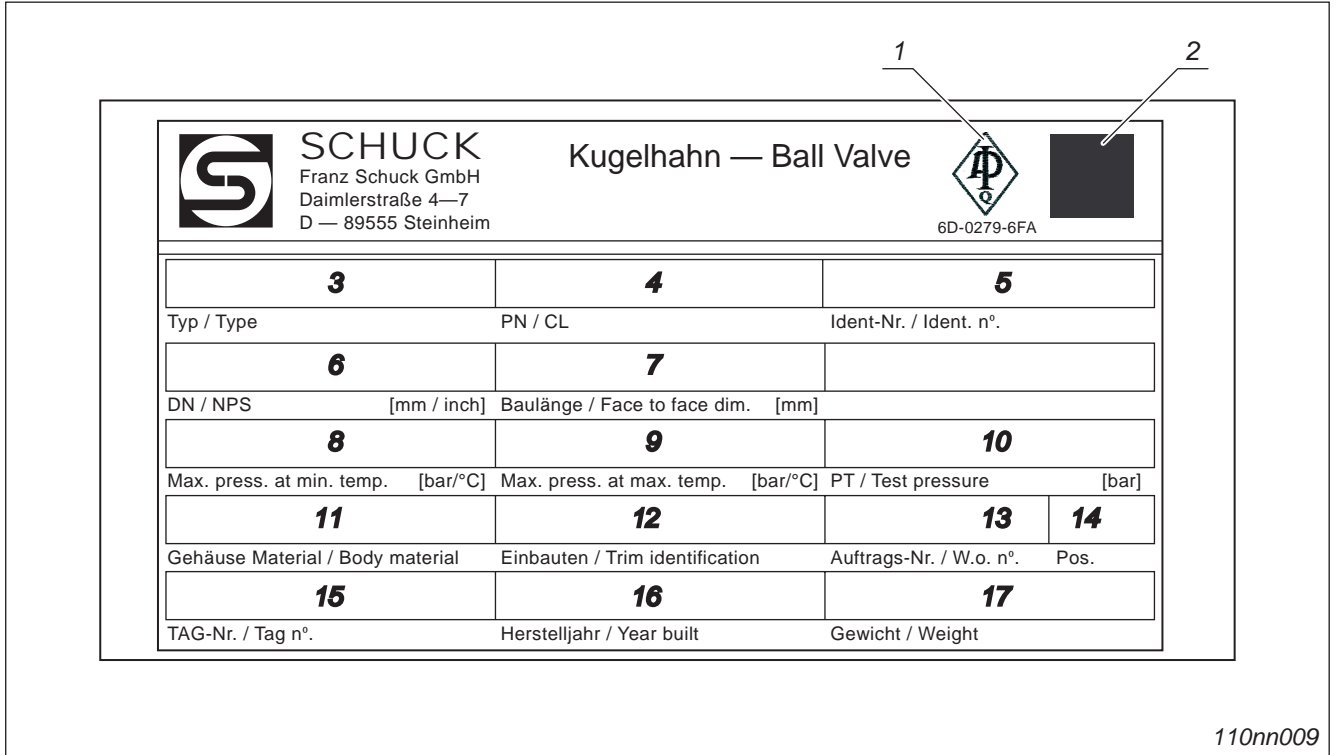 1 2
SCHUCK
Franz Schuck GmbH
Daimlerstraße 4—7
D — 89555 Steinheim
Kugelhahn — Ball Valve
API
Q
6D-0279-6FA
3 4 5
Typ / Type PN / CL Ident-Nr. / Ident. nº.
6 7
DN / NPS [mm / inch] Baulänge / Face to face dim. [mm]
8 9 10
Max. press. at min. temp. [bar/°C] Max. press. at max. temp. [bar/°C] PT / Test pressure [bar]
11 12 13 14
Gehäuse Material / Body material Einbauten / Trim identification Auftrags-Nr. / W.o. nº. Pos.
15 16 17
TAG-Nr. / Tag nº. Herstelljahr / Year built Gewicht / Weight
110nn009